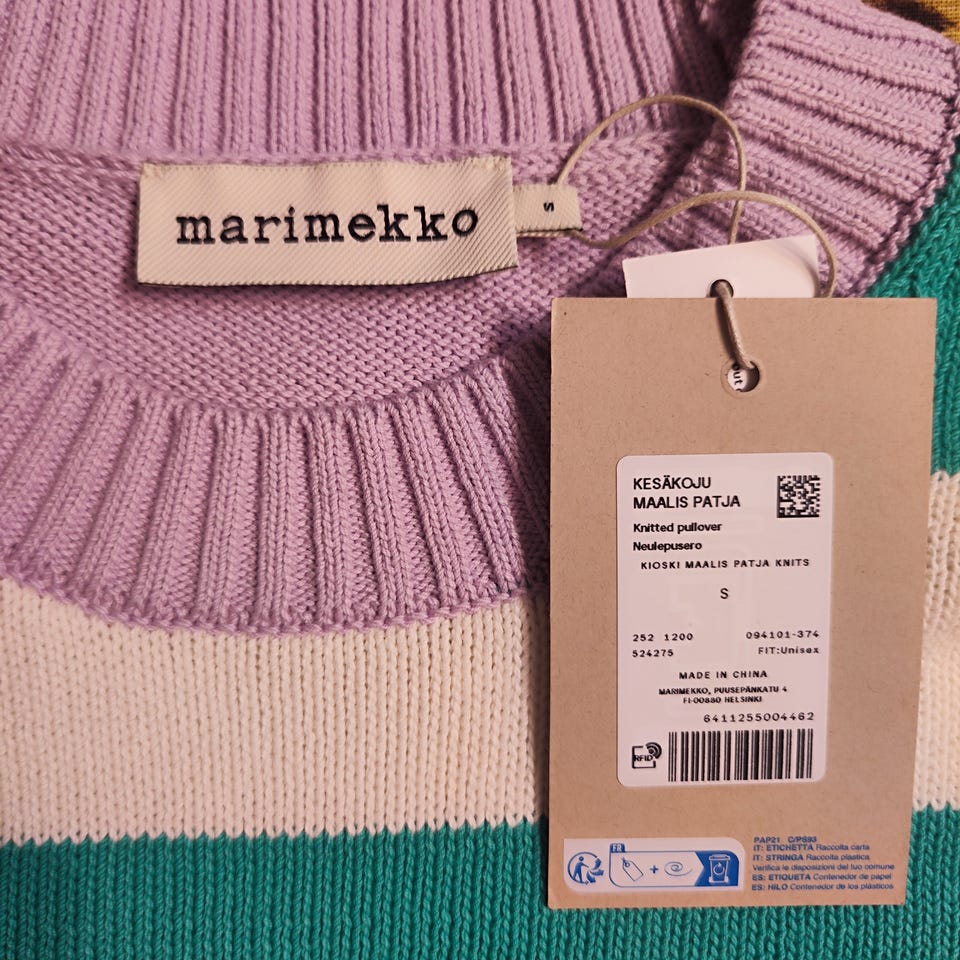 marimekko
S
out
KESÄKOJU
MAALIS PATJA
Knitted pullover
Neulepusero
KIOSKI MAALIS PATJA KNITS
S
252 1200 094101-374
524275 FIT:Unisex
MADE IN CHINA
MARIMEKKO, PUUSEPÄNKATU 4
FI-00880 HELSINKI
6411255004462
RFID
FR
+
PAP21 C/PS93
IT: ETICHETTA Raccolta carta
IT: STRINGA Raccolta plastica
Verifica le disposizioni del tuo comune
ES: ETIQUETA Contenedor de papel
ES: HILO Contenedor de los plásticos